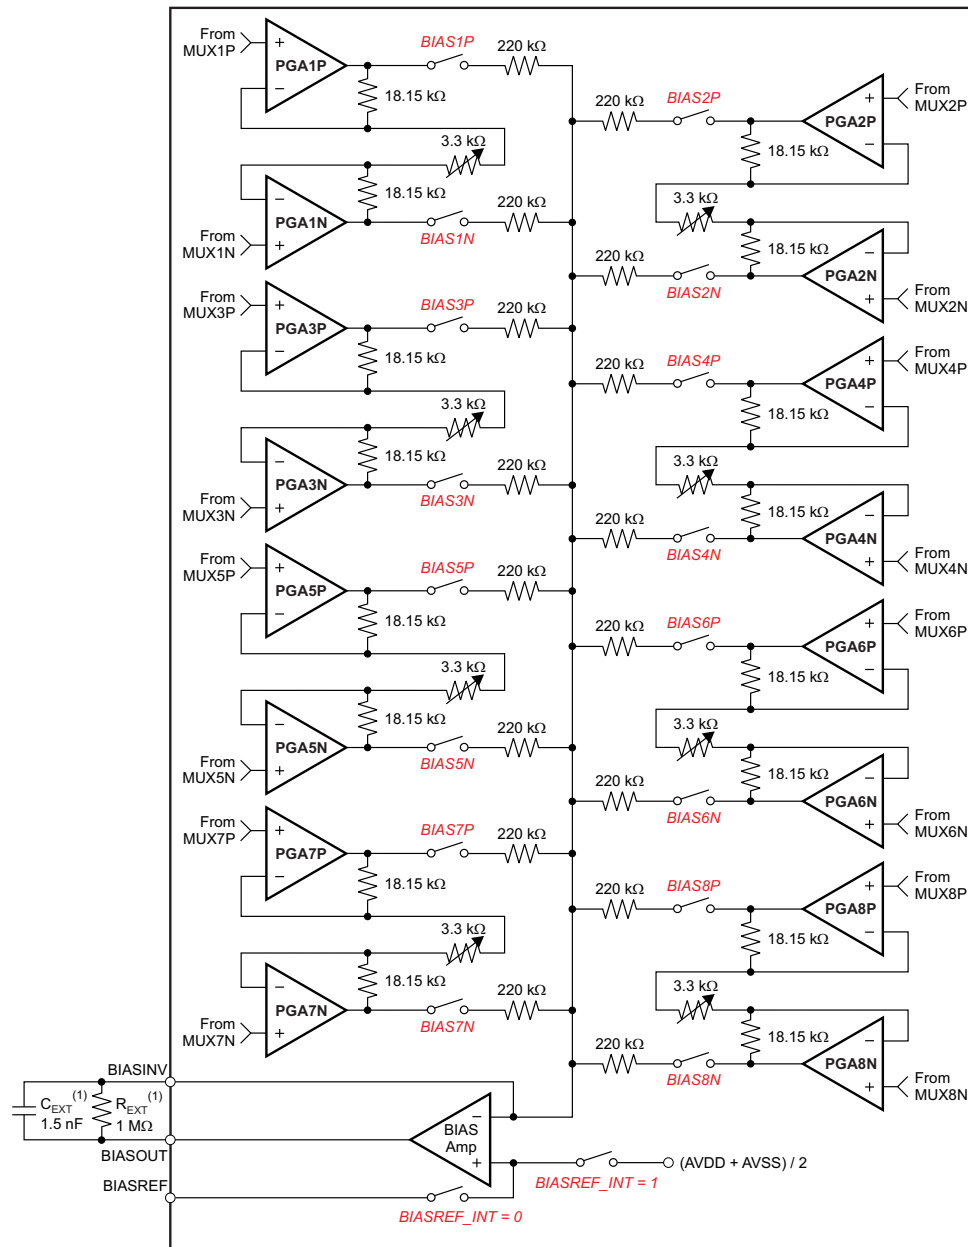 From
MUX1P
+
PGA1P
−
BIAS1P
220 kΩ
18.15 kΩ
3.3 kΩ
−
PGA1N
+
From
MUX1N
18.15 kΩ
BIAS1N
220 kΩ
From
MUX3P
+
PGA3P
−
BIAS3P
220 kΩ
18.15 kΩ
3.3 kΩ
−
PGA3N
+
From
MUX3N
18.15 kΩ
BIAS3N
220 kΩ
From
MUX5P
+
PGA5P
−
BIAS5P
220 kΩ
18.15 kΩ
3.3 kΩ
−
PGA5N
+
From
MUX5N
18.15 kΩ
BIAS5N
220 kΩ
From
MUX7P
+
PGA7P
−
BIAS7P
220 kΩ
18.15 kΩ
3.3 kΩ
−
PGA7N
+
From
MUX7N
18.15 kΩ
BIAS7N
220 kΩ
220 kΩ
BIAS2P
+
PGA2P
−
From
MUX2P
18.15 kΩ
3.3 kΩ
220 kΩ
BIAS2N
18.15 kΩ
−
PGA2N
+
From
MUX2N
220 kΩ
BIAS4P
+
PGA4P
−
From
MUX4P
18.15 kΩ
3.3 kΩ
220 kΩ
BIAS4N
18.15 kΩ
−
PGA4N
+
From
MUX4N
220 kΩ
BIAS6P
+
PGA6P
−
From
MUX6P
18.15 kΩ
3.3 kΩ
220 kΩ
BIAS6N
18.15 kΩ
−
PGA6N
+
From
MUX6N
220 kΩ
BIAS8P
+
PGA8P
−
From
MUX8P
18.15 kΩ
3.3 kΩ
220 kΩ
BIAS8N
18.15 kΩ
−
PGA8N
+
From
MUX8N
BIASINV
C_EXT (1)
1.5 nF
R_EXT (1)
1 MΩ
BIASOUT
BIASREF
−
BIAS
Amp
+
(AVDD + AVSS) / 2
BIASREF_INT = 1
BIASREF_INT = 0